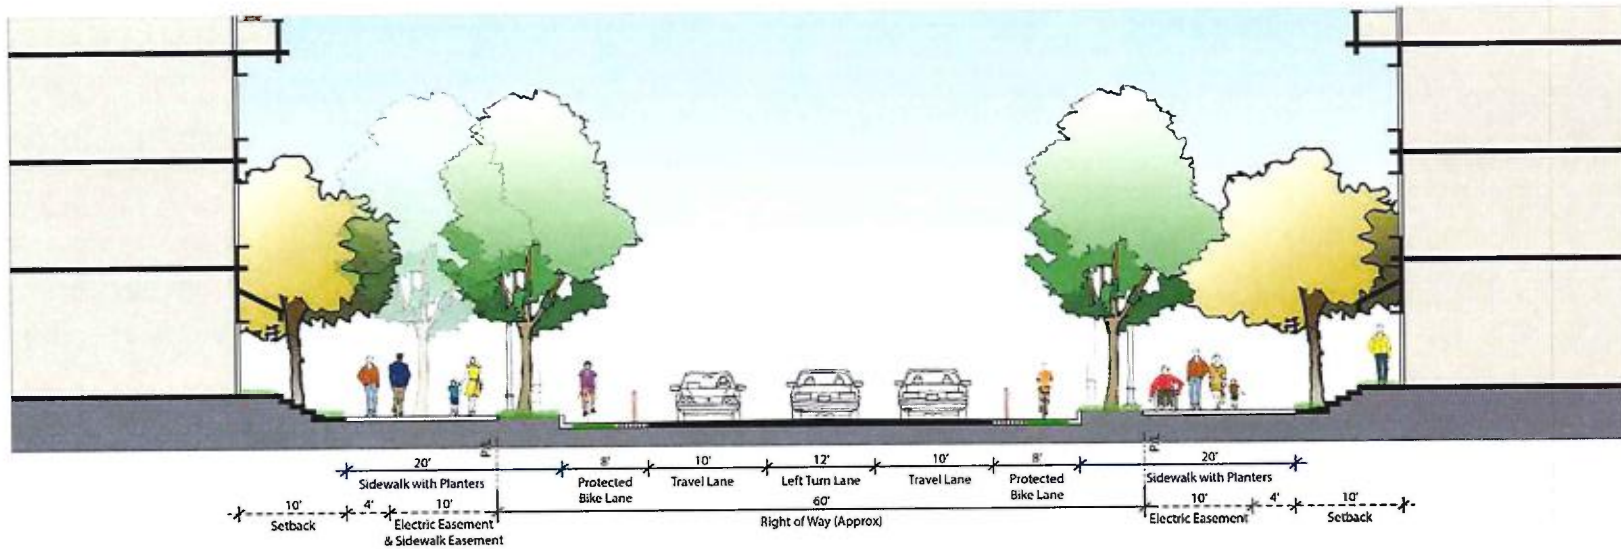 P/L
P/L
20'
8'
10'
12'
10'
8'
20'
Sidewalk with Planters
Protected
Bike Lane
Travel Lane
Left Turn Lane
Travel Lane
Protected
Bike Lane
Sidewalk with Planters
10'
4'
10'
60'
10'
4'
10'
Setback
Electric Easement
& Sidewalk Easement
Right of Way (Approx)
Electric Easement
Setback